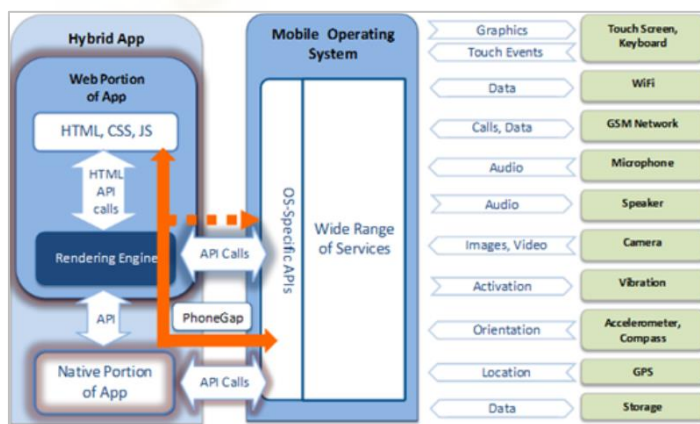 Hybrid App
Web Portion
of App
HTML, CSS, JS
HTML
API
calls
Rendering Engine
API
Native Portion
of App
API Calls
PhoneGap
API Calls
Mobile Operating
System
OS-Specific APIs
Wide Range
of Services
Graphics
Touch Events
Touch Screen,
Keyboard
Data
WiFi
Calls, Data
GSM Network
Audio
Microphone
Audio
Speaker
Images, Video
Camera
Activation
Vibration
Orientation
Accelerometer,
Compass
Location
GPS
Data
Storage